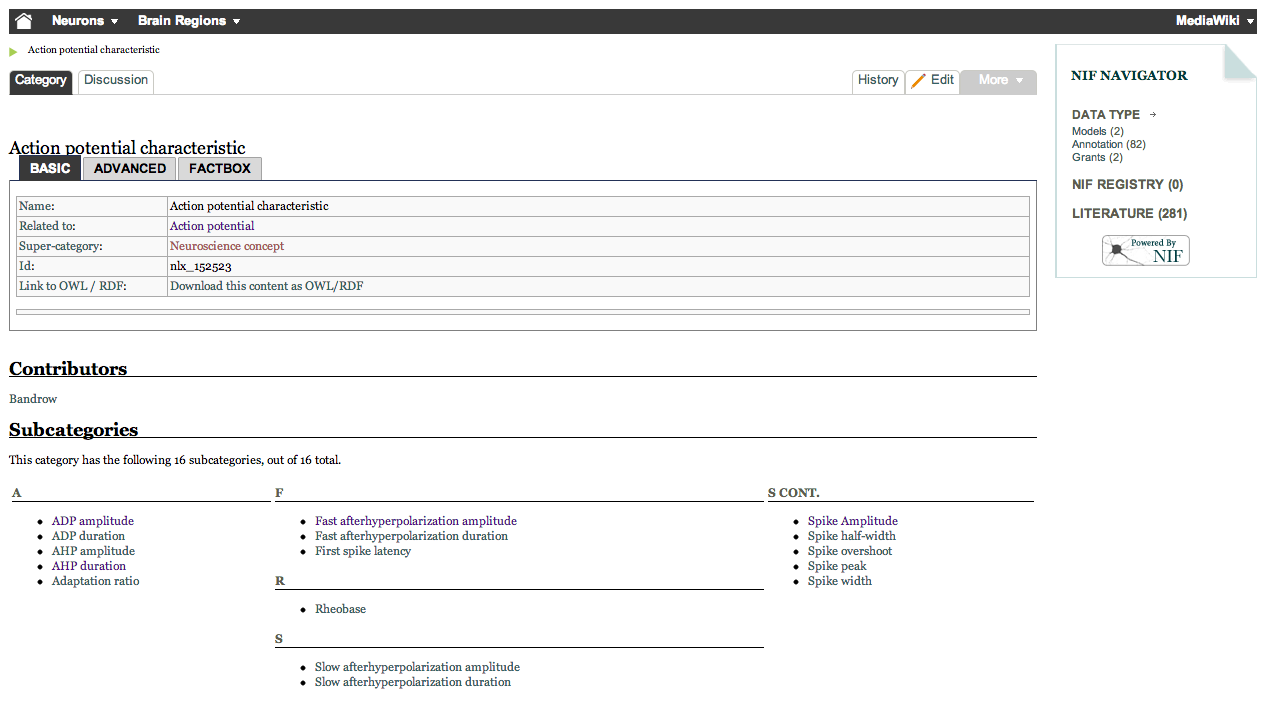 Neurons Brain Regions MediaWiki
Action potential characteristic
Category Discussion History Edit More
Action potential characteristic
BASIC ADVANCED FACTBOX
Name: Action potential characteristic
Related to: Action potential
Super-category: Neuroscience concept
Id: nlx_152523
Link to OWL / RDF: Download this content as OWL/RDF
Contributors
Bandrow
Subcategories
This category has the following 16 subcategories, out of 16 total.
A
ADP amplitude
ADP duration
AHP amplitude
AHP duration
Adaptation ratio
F
Fast afterhyperpolarization amplitude
Fast afterhyperpolarization duration
First spike latency
R
Rheobase
S
Slow afterhyperpolarization amplitude
Slow afterhyperpolarization duration
S CONT.
Spike Amplitude
Spike half-width
Spike overshoot
Spike peak
Spike width
NIF NAVIGATOR
DATA TYPE →
Models (2)
Annotation (82)
Grants (2)
NIF REGISTRY (0)
LITERATURE (281)
Powered By
NIF